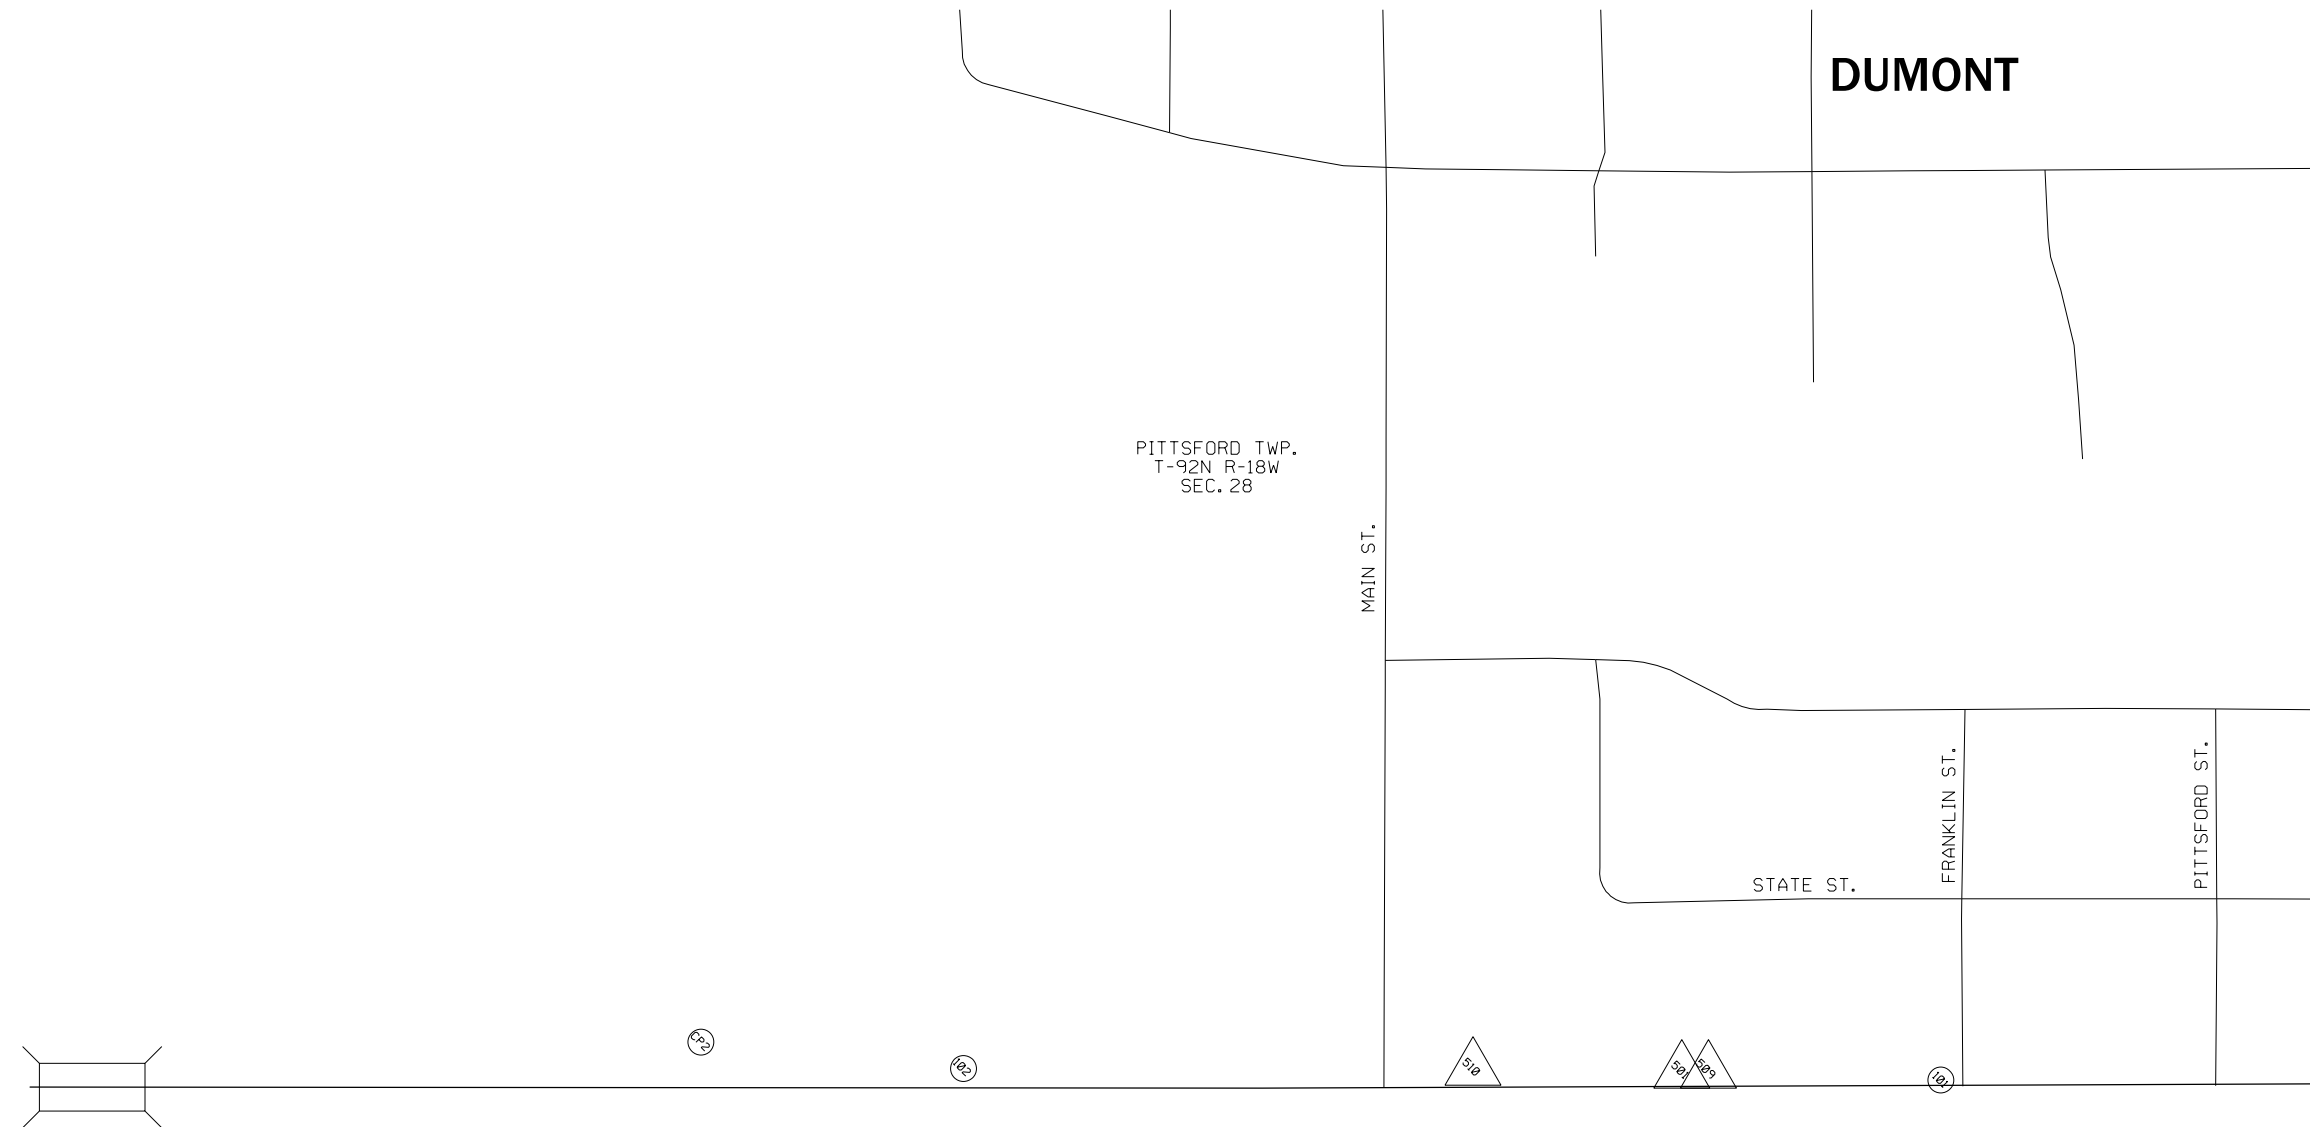 DUMONT
PITTSFORD TWP.
T-92N R-18W
SEC. 28
MAIN ST.
FRANKLIN ST.
PITTSFORD ST.
STATE ST.
CP2
102
510
501
509
101